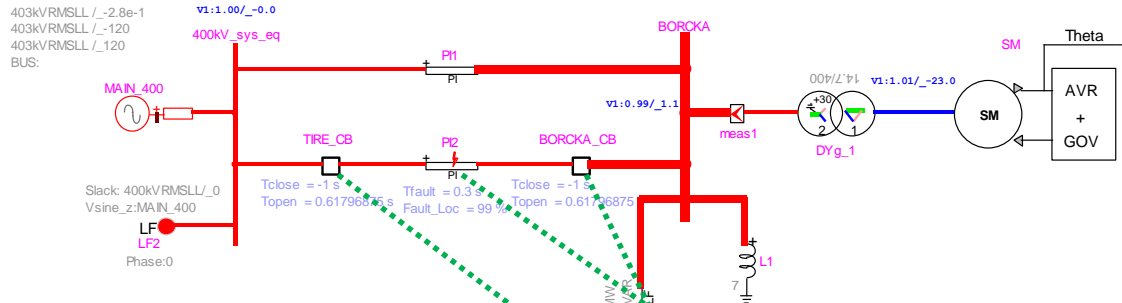 403kVRMSLL /_-2.8e-1
403kVRMSLL /_-120
403kVRMSLL /_120
BUS:
V1:1.00/_-0.0
400kV_sys_eq
BORCKA
PI1
+
PI
MAIN_400
+
V1:0.99/_1.1
meas1
14.7/400
+30
2
1
DYg_1
V1:1.01/_-23.0
SM
SM
Theta
AVR
+
GOV
TIRE_CB
PI2
+
PI
BORCKA_CB
Tclose = -1 s
Topen = 0.61796875 s
Tfault = 0.3 s
Fault_Loc = 99 %
Tclose = -1 s
Topen = 0.61796875
Slack: 400kVRMSLL/_0
Vsine_z:MAIN_400
LF
LF2
Phase:0
+
L1
7